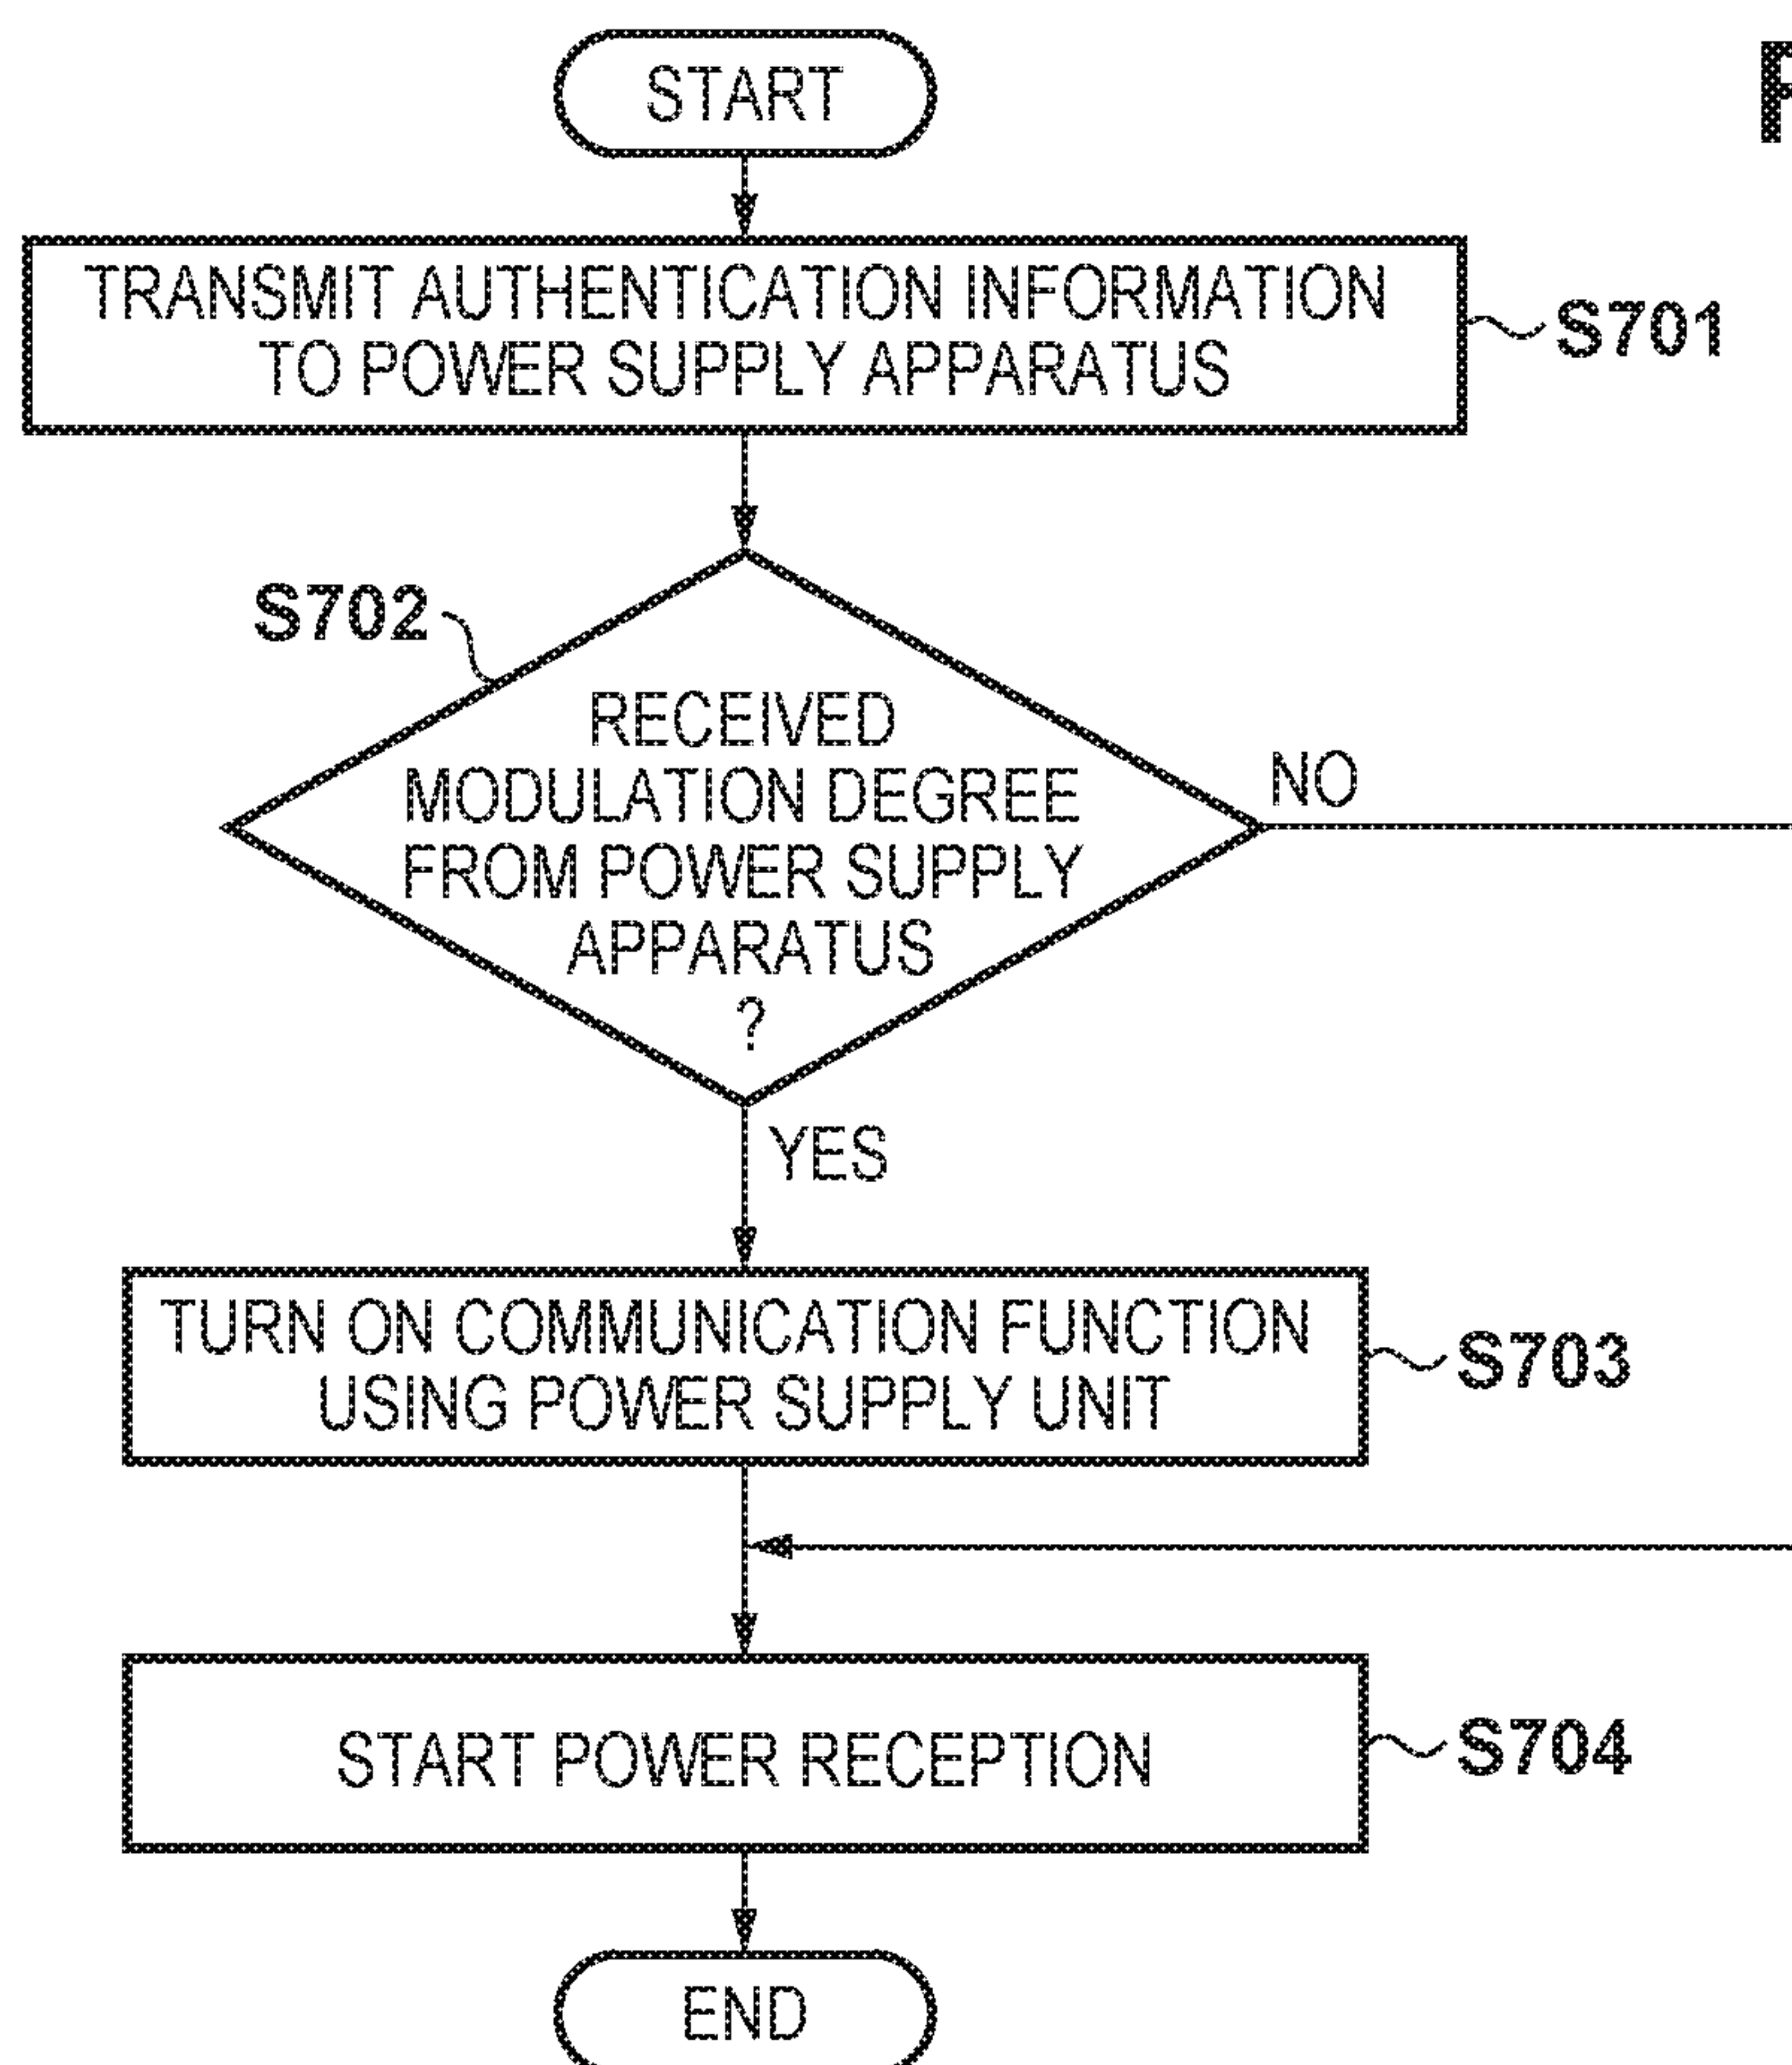 START
TRANSMIT AUTHENTICATION INFORMATION
TO POWER SUPPLY APPARATUS
S701
S702
RECEIVED
MODULATION DEGREE
FROM POWER SUPPLY
APPARATUS
?
NO
YES
TURN ON COMMUNICATION FUNCTION
USING POWER SUPPLY UNIT
S703
START POWER RECEPTION
S704
END